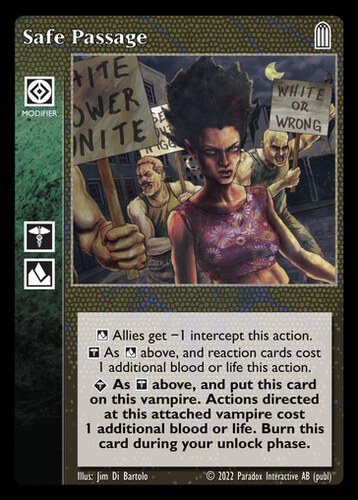 Safe Passage
MODIFIER
WHITE
OR
WRONG
Allies get −1 intercept this action.
As above, and reaction cards cost
1 additional blood or life this action.
As above, and put this card
on this vampire. Actions directed
at this attached vampire cost
1 additional blood or life. Burn this
card during your unlock phase.
Illus: Jim Di Bartolo © 2022 Paradox Interactive AB (publ)